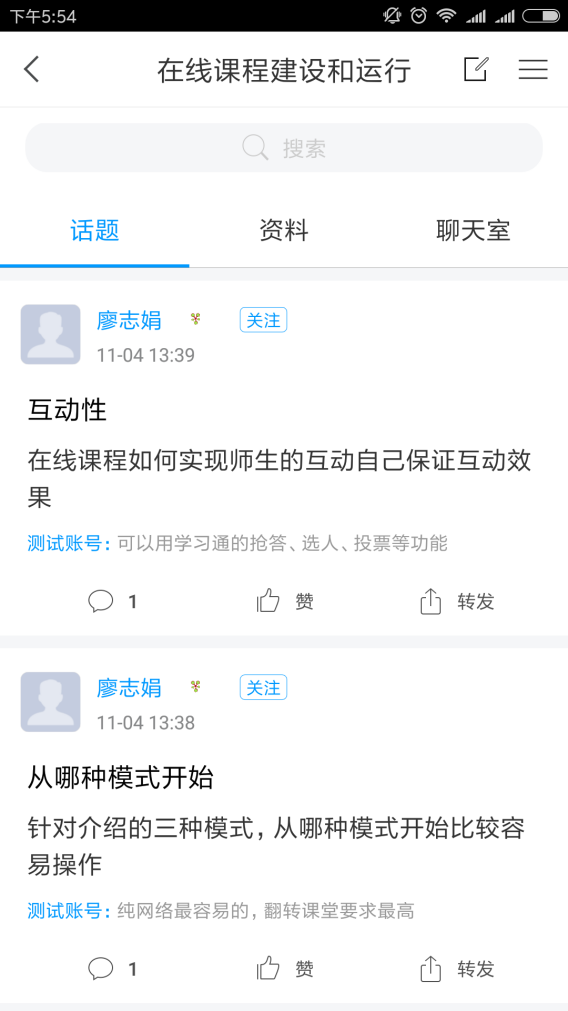 下午5:54
在线课程建设和运行
搜索
话题 资料 聊天室
廖志娟 关注
11-04 13:39
互动性
在线课程如何实现师生的互动自己保证互动效
果
测试账号：可以用学习通的抢答、选人、投票等功能
1 赞 转发
廖志娟 关注
11-04 13:38
从哪种模式开始
针对介绍的三种模式，从哪种模式开始比较容
易操作
测试账号：纯网络最容易的，翻转课堂要求最高
1 赞 转发